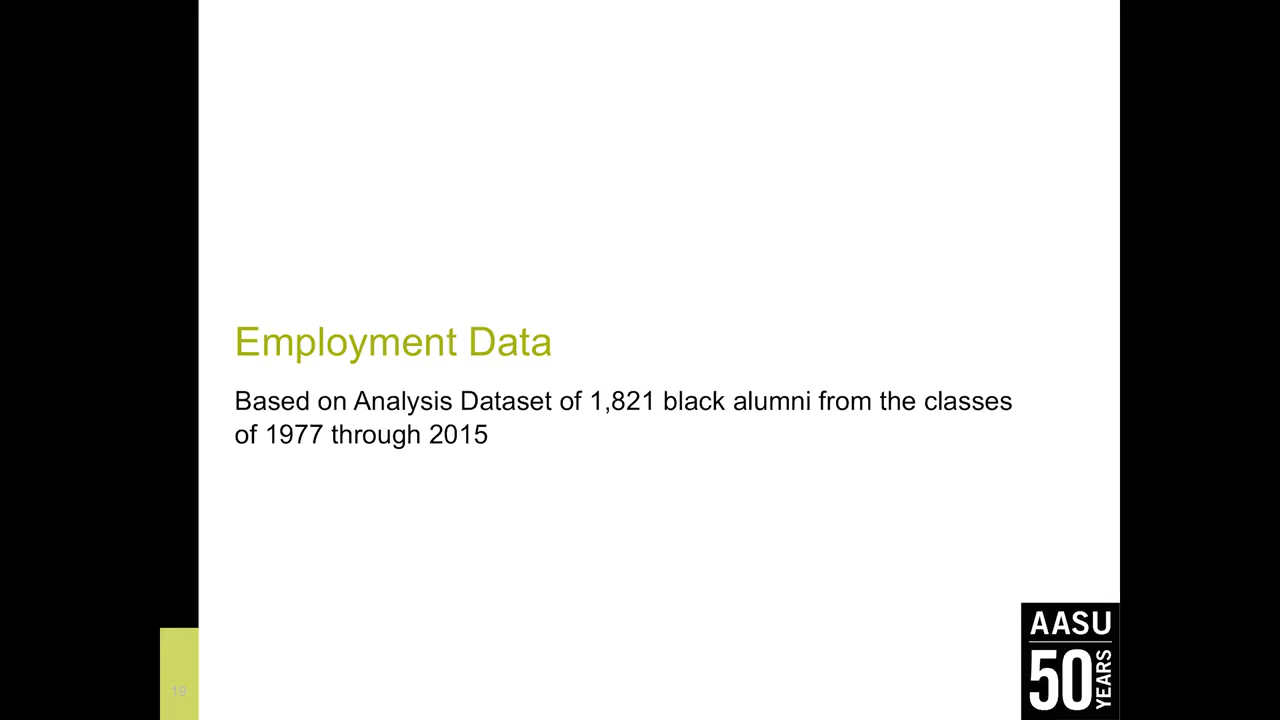 Employment Data
Based on Analysis Dataset of 1,821 black alumni from the classes
of 1977 through 2015
19
AASU
50 YEARS